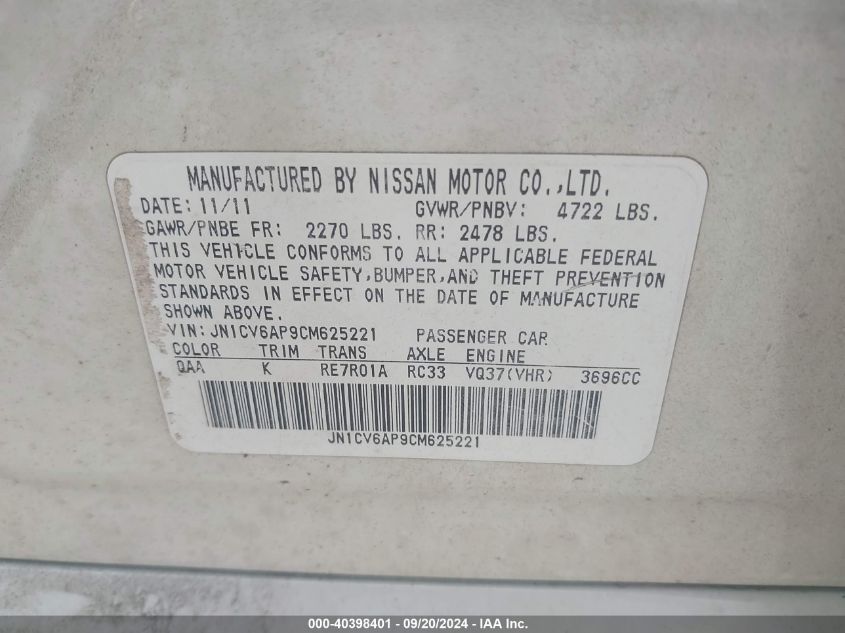 MANUFACTURED BY NISSAN MOTOR CO.,LTD.
DATE: 11/11 GVWR/PNBV: 4722 LBS.
GAWR/PNBE FR: 2270 LBS. RR: 2478 LBS.
THIS VEHICLE CONFORMS TO ALL APPLICABLE FEDERAL
MOTOR VEHICLE SAFETY,BUMPER,AND THEFT PREVENTION
STANDARDS IN EFFECT ON THE DATE OF MANUFACTURE
SHOWN ABOVE.
VIN: JN1CV6AP9CM625221 PASSENGER CAR
COLOR TRIM TRANS AXLE ENGINE
QAA K RE7R01A RC33 VQ37(VHR) 3696CC
JN1CV6AP9CM625221
000-40398401 - 09/20/2024 - IAA Inc.